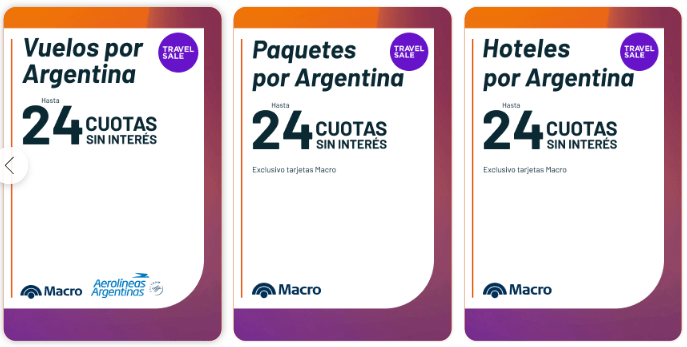 Vuelos por
Argentina
TRAVEL
SALE
Hasta
24 CUOTAS
SIN INTERÉS
Macro
Aerolíneas
Argentinas
Paquetes
por Argentina
TRAVEL
SALE
Hasta
24 CUOTAS
SIN INTERÉS
Exclusivo tarjetas Macro
Macro
Hoteles
por Argentina
TRAVEL
SALE
Hasta
24 CUOTAS
SIN INTERÉS
Exclusivo tarjetas Macro
Macro